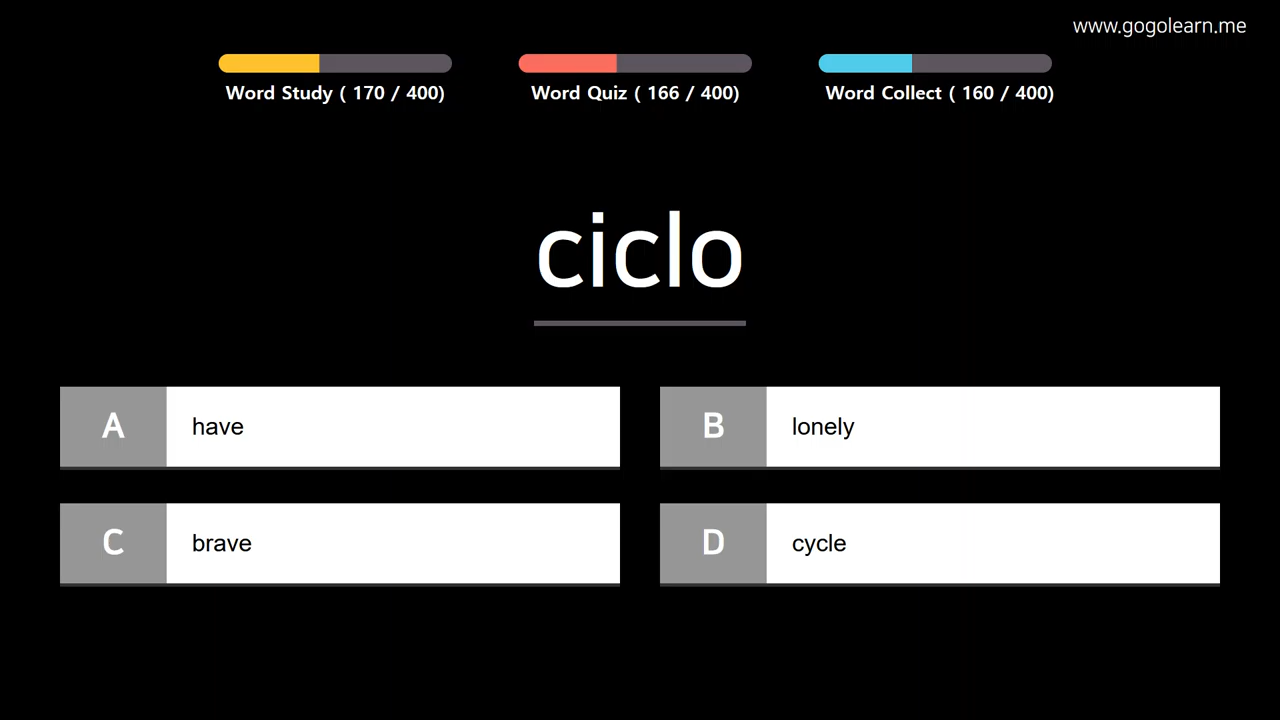 www.gogolearn.me
Word Study ( 170 / 400)
Word Quiz ( 166 / 400)
Word Collect ( 160 / 400)
ciclo
A have
B lonely
C brave
D cycle